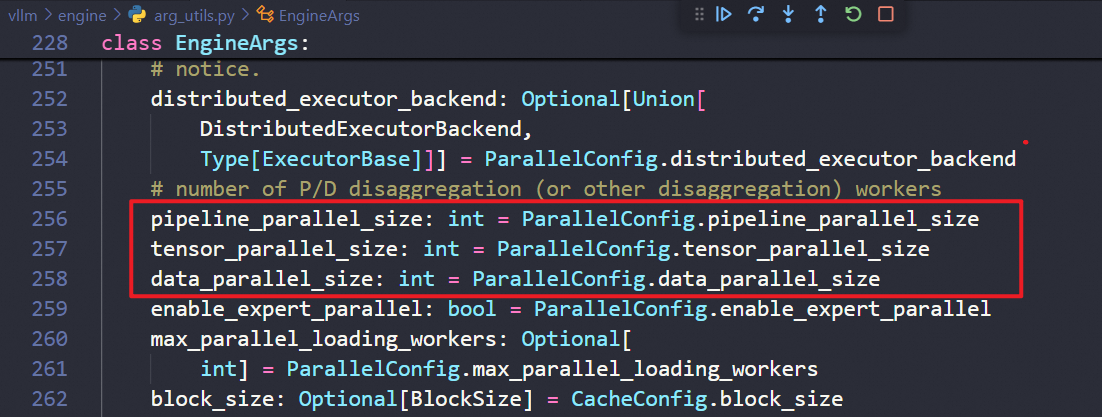 vllm > engine > arg_utils.py > EngineArgs
228 class EngineArgs:
251 # notice.
252 distributed_executor_backend: Optional[Union[
253 DistributedExecutorBackend,
254 Type[ExecutorBase]]] = ParallelConfig.distributed_executor_backend
255 # number of P/D disaggregation (or other disaggregation) workers
256 pipeline_parallel_size: int = ParallelConfig.pipeline_parallel_size
257 tensor_parallel_size: int = ParallelConfig.tensor_parallel_size
258 data_parallel_size: int = ParallelConfig.data_parallel_size
259 enable_expert_parallel: bool = ParallelConfig.enable_expert_parallel
260 max_parallel_loading_workers: Optional[
261 int] = ParallelConfig.max_parallel_loading_workers
262 block_size: Optional[BlockSize] = CacheConfig.block_size